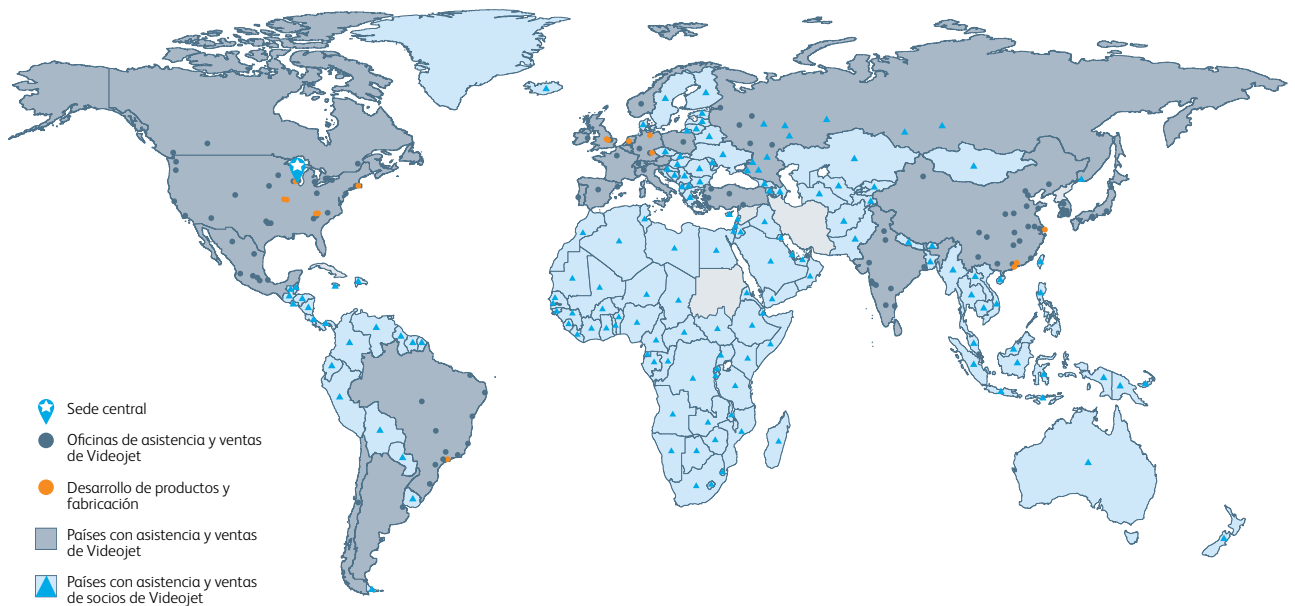 Sede central
Oficinas de asistencia y ventas
de Videojet
Desarrollo de productos y
fabricación
Países con asistencia y ventas
de Videojet
Países con asistencia y ventas
de socios de Videojet